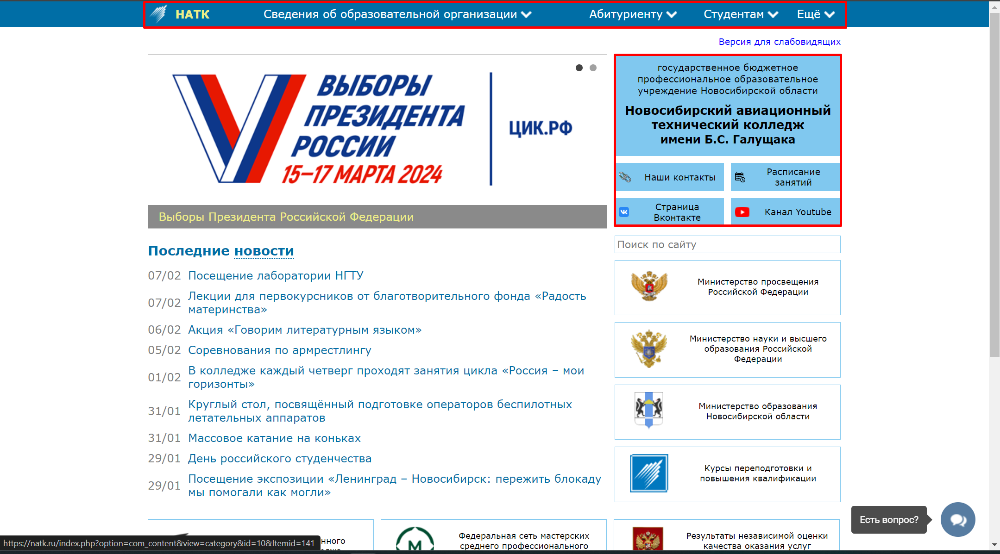 НАТК
Сведения об образовательной организации
Абитуриенту
Студентам
Ещё
Версия для слабовидящих
ВЫБОРЫ
ПРЕЗИДЕНТА
РОССИИ
15–17 МАРТА 2024
ЦИК.РФ
Выборы Президента Российской Федерации
государственное бюджетное
профессиональное образовательное
учреждение Новосибирской области
Новосибирский авиационный
технический колледж
имени Б.С. Галущака
Наши контакты
Расписание
занятий
Страница
Вконтакте
Канал Youtube
Поиск по сайту
Последние новости
07/02 Посещение лаборатории НГТУ
07/02 Лекции для первокурсников от благотворительного фонда «Радость
материнства»
06/02 Акция «Говорим литературным языком»
05/02 Соревнования по армрестлингу
01/02 В колледже каждый четверг проходят занятия цикла «Россия – мои
горизонты»
31/01 Круглый стол, посвящённый подготовке операторов беспилотных
летательных аппаратов
31/01 Массовое катание на коньках
29/01 День российского студенчества
29/01 Посещение экспозиции «Ленинград – Новосибирск: пережить блокаду
мы помогали как могли»
Министерство просвещения
Российской Федерации
Министерство науки и высшего
образования Российской
Федерации
Министерство образования
Новосибирской области
Курсы переподготовки и
повышения квалификации
Есть вопрос?
нного
М
Федеральная сеть мастерских
среднего профессионального
Результаты независимой оценки
качества оказания услуг
https://natk.ru/index.php?option=com_content&view=category&id=10&Itemid=141